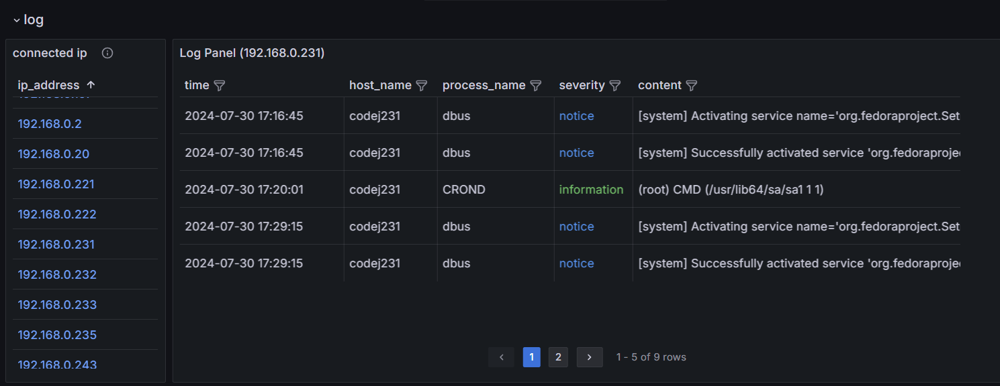 log
connected ip
ip_address
192.168.0.2
192.168.0.20
192.168.0.221
192.168.0.222
192.168.0.231
192.168.0.232
192.168.0.233
192.168.0.235
192.168.0.243
Log Panel (192.168.0.231)
time host_name process_name severity content
2024-07-30 17:16:45 codej231 dbus notice [system] Activating service name='org.fedoraproject.Set
2024-07-30 17:16:45 codej231 dbus notice [system] Successfully activated service 'org.fedoraproje
2024-07-30 17:20:01 codej231 CROND information (root) CMD (/usr/lib64/sa/sa1 1 1)
2024-07-30 17:29:15 codej231 dbus notice [system] Activating service name='org.fedoraproject.Set
2024-07-30 17:29:15 codej231 dbus notice [system] Successfully activated service 'org.fedoraproje
1 2 1 - 5 of 9 rows